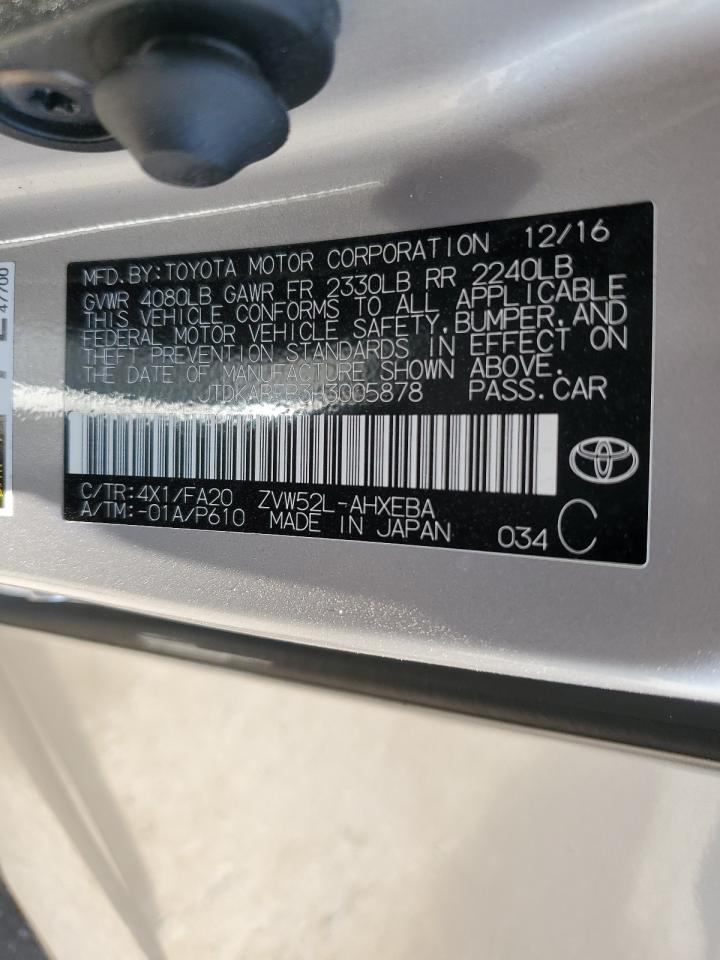 MFD. BY: TOYOTA MOTOR CORPORATION 12/16
GVWR 4080LB GAWR FR 2330LB RR 2240LB
THIS VEHICLE CONFORMS TO ALL APPLICABLE
FEDERAL MOTOR VEHICLE SAFETY, BUMPER, AND
THEFT PREVENTION STANDARDS IN EFFECT ON
THE DATE OF MANUFACTURE SHOWN ABOVE.
PASS. CAR
C/TR: 4X1/FA20 ZVW52L-AHXEBA
A/TM: -01A/P610 MADE IN JAPAN
034 C
47700